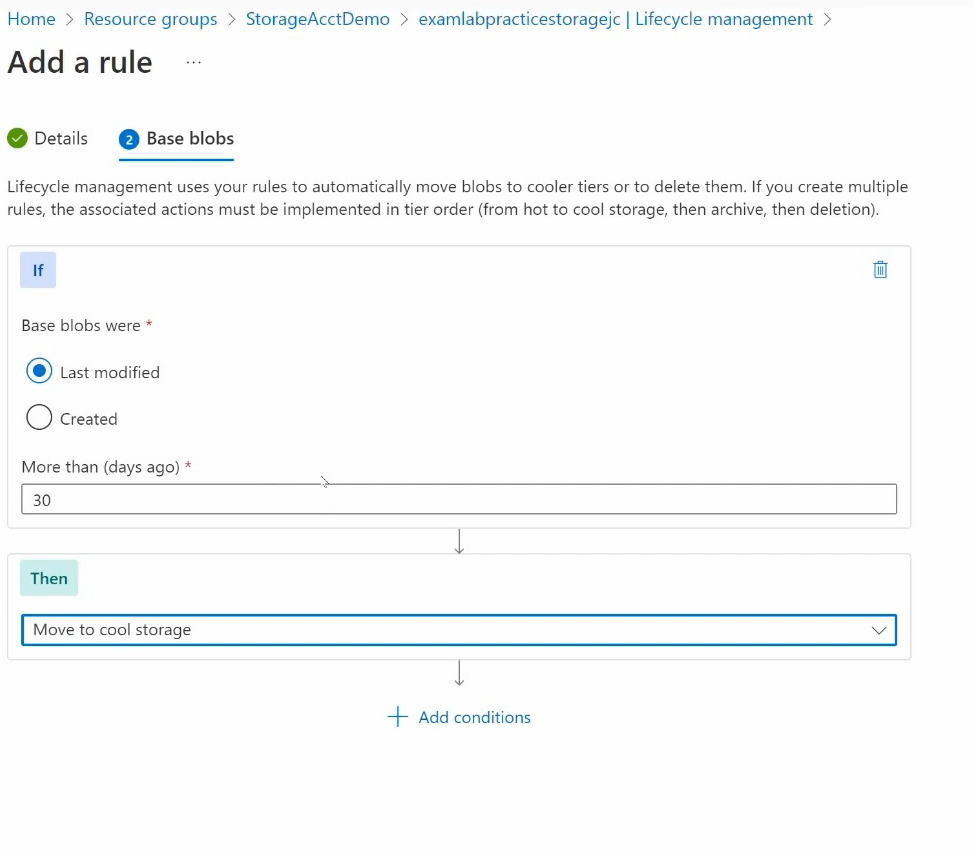 Home > Resource groups > StorageAcctDemo > examlabpracticestoragejc | Lifecycle management >
Add a rule ...
Details 2 Base blobs
Lifecycle management uses your rules to automatically move blobs to cooler tiers or to delete them. If you create multiple
rules, the associated actions must be implemented in tier order (from hot to cool storage, then archive, then deletion).
If
Base blobs were *
Last modified
Created
More than (days ago) *
30
Then
Move to cool storage
+ Add conditions